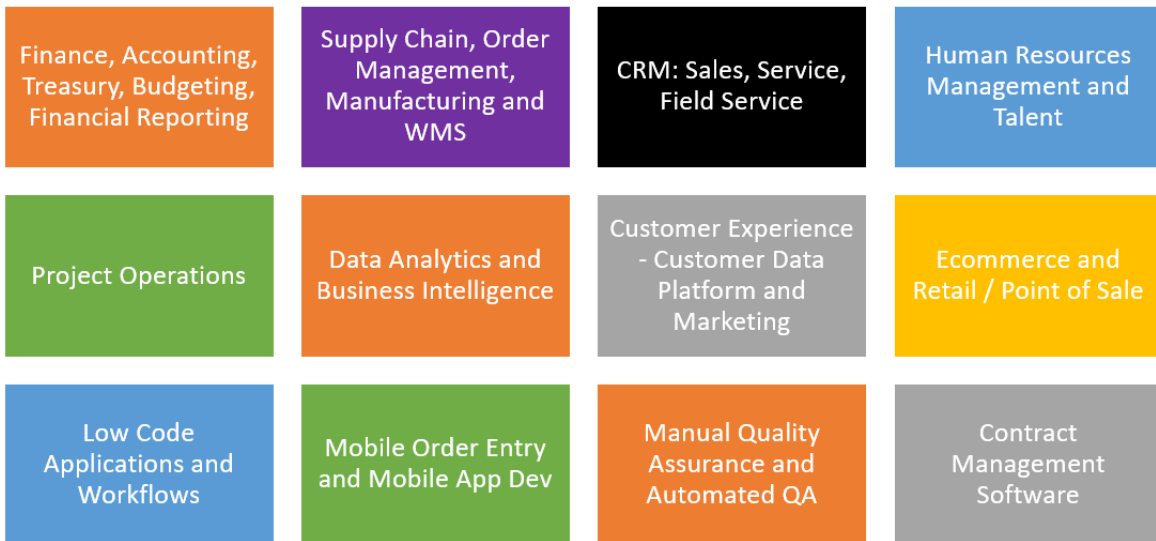 Finance, Accounting,
Treasury, Budgeting,
Financial Reporting
Supply Chain, Order
Management,
Manufacturing and
WMS
CRM: Sales, Service,
Field Service
Human Resources
Management and
Talent
Project Operations
Data Analytics and
Business Intelligence
Customer Experience
- Customer Data
Platform and
Marketing
Ecommerce and
Retail / Point of Sale
Low Code
Applications and
Workflows
Mobile Order Entry
and Mobile App Dev
Manual Quality
Assurance and
Automated QA
Contract
Management
Software